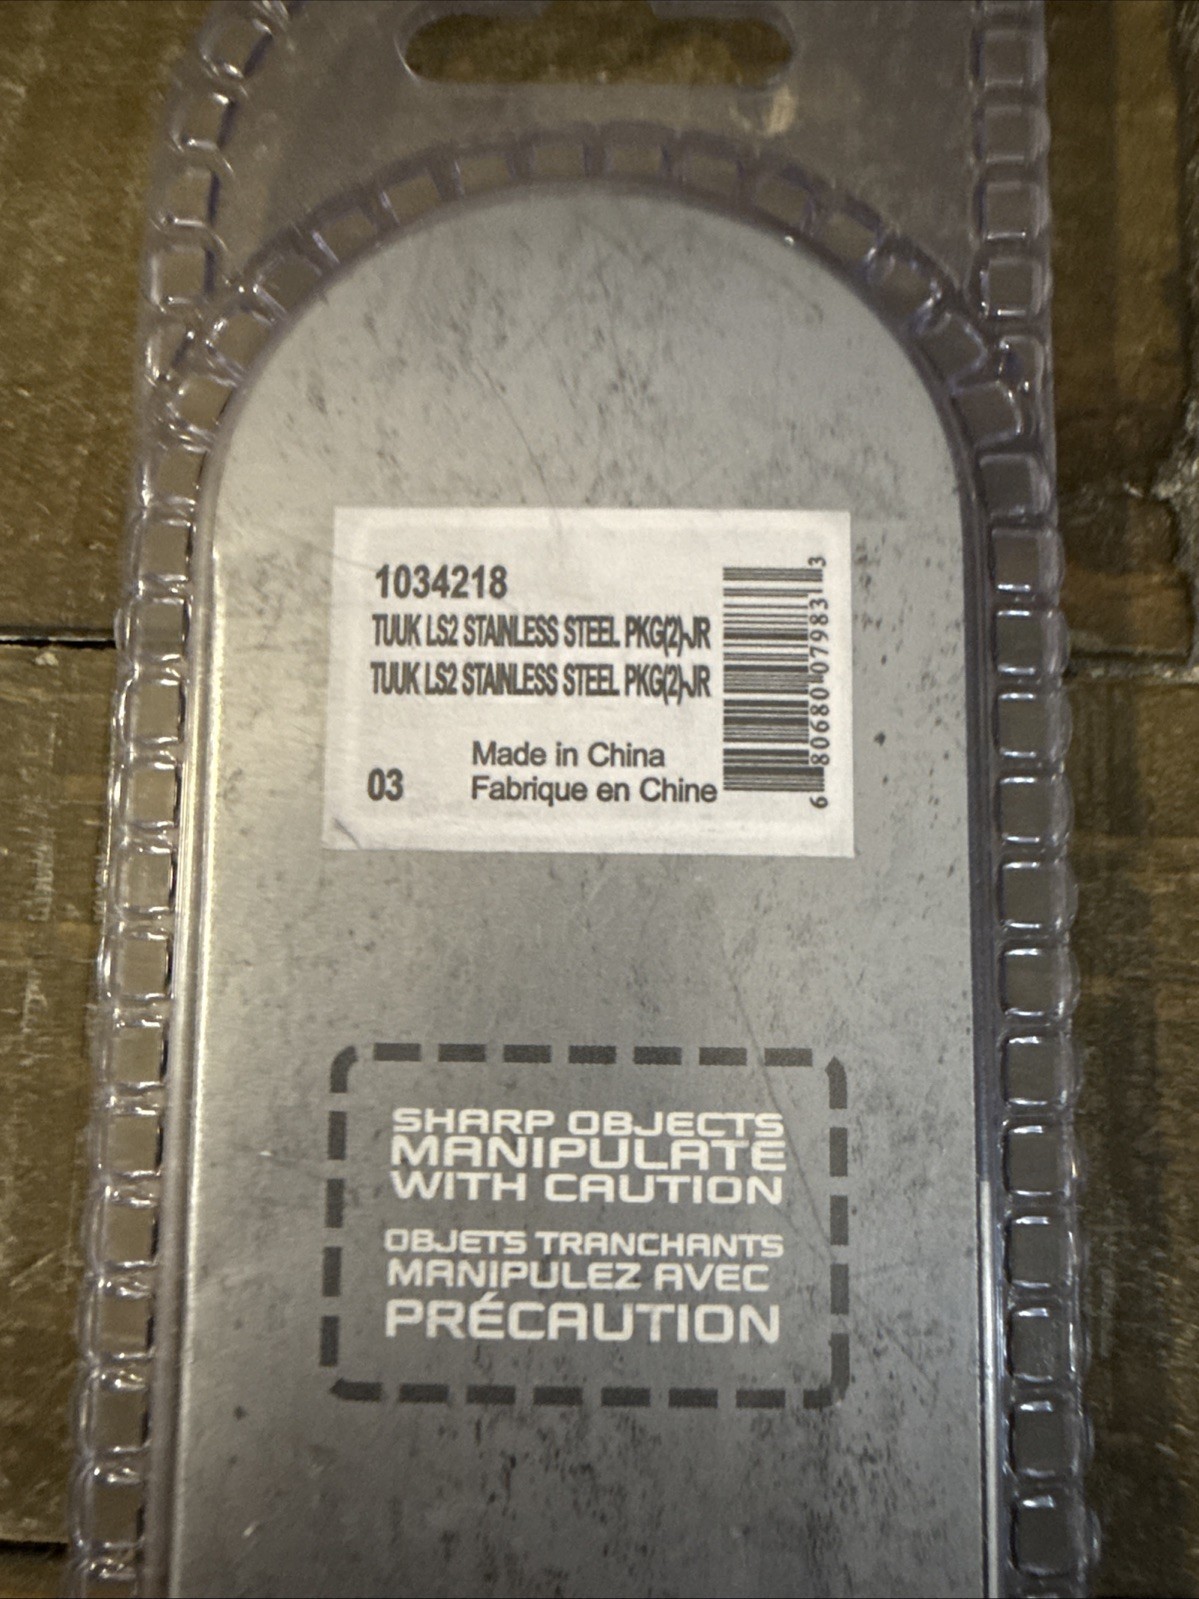 1034218
TUUK LS2 STAINLESS STEEL PKG(2)-JR
TUUK LS2 STAINLESS STEEL PKG(2)-JR
Made in China
03 Fabrique en Chine
6 80680 07983 3
SHARP OBJECTS
MANIPULATE
WITH CAUTION
OBJETS TRANCHANTS
MANIPULEZ AVEC
PRÉCAUTION